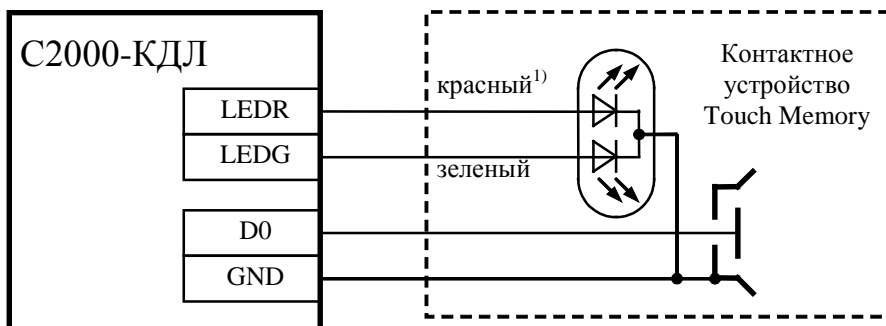 С2000-КДЛ
Контактное
устройство
Touch Memory
красный¹⁾
LEDR
LEDG
зеленый
D0
GND